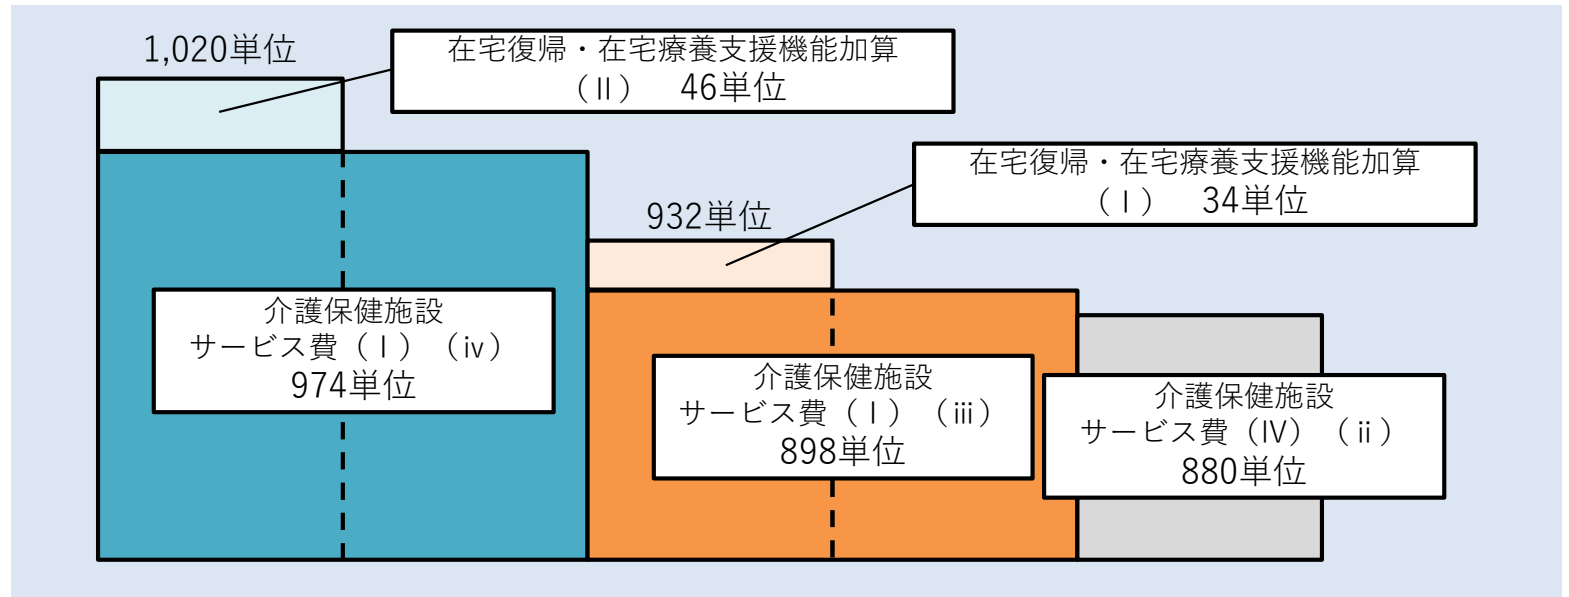 1,020単位
在宅復帰・在宅療養支援機能加算
（Ⅱ）　46単位
在宅復帰・在宅療養支援機能加算
（Ⅰ）　34単位
932単位
介護保健施設
サービス費（Ⅰ）（ⅳ）
974単位
介護保健施設
サービス費（Ⅰ）（ⅲ）
898単位
介護保健施設
サービス費（Ⅳ）（ⅱ）
880単位